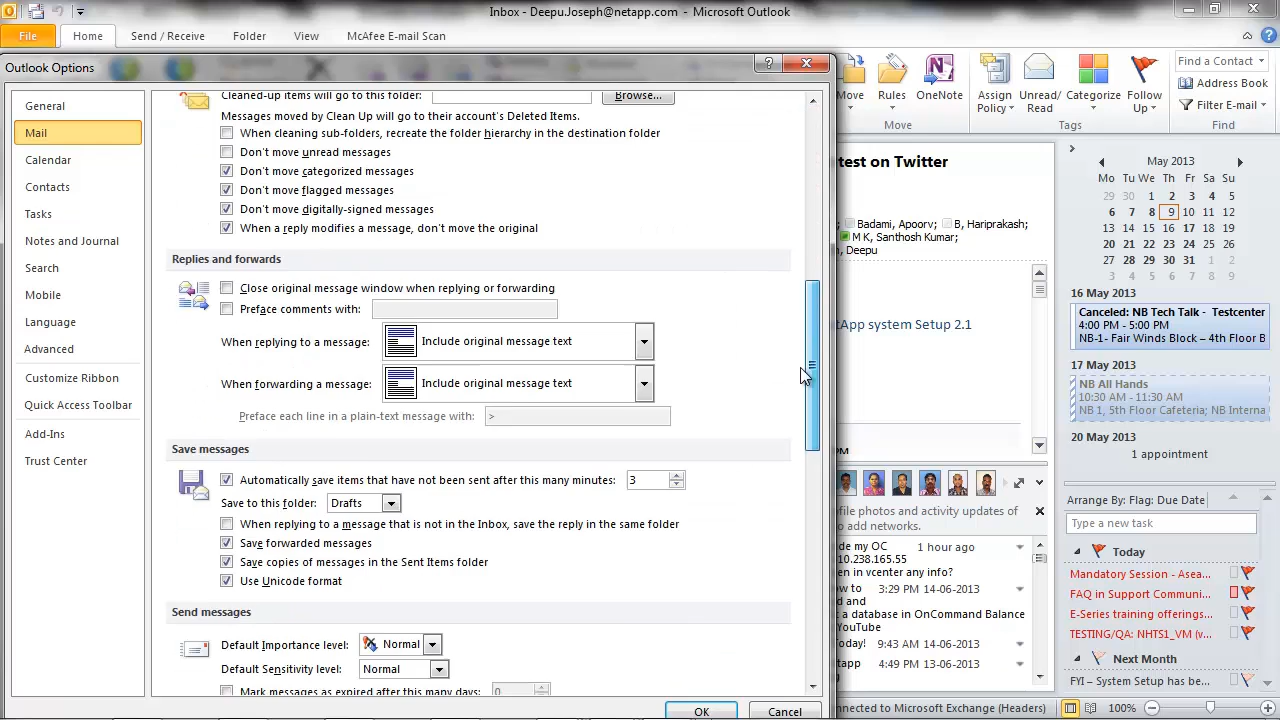 Inbox - Deepu.Joseph@netapp.com - Microsoft Outlook
File Home Send / Receive Folder View McAfee E-mail Scan
Outlook Options
General
Mail
Calendar
Contacts
Tasks
Notes and Journal
Search
Mobile
Language
Advanced
Customize Ribbon
Quick Access Toolbar
Add-Ins
Trust Center
Cleaned-up items will go to this folder: Browse...
Messages moved by Clean Up will go to their account's Deleted Items.
When cleaning sub-folders, recreate the folder hierarchy in the destination folder
Don't move unread messages
Don't move categorized messages
Don't move flagged messages
Don't move digitally-signed messages
When a reply modifies a message, don't move the original
Replies and forwards
Close original message window when replying or forwarding
Preface comments with:
When replying to a message: Include original message text
When forwarding a message: Include original message text
Preface each line in a plain-text message with: >
Save messages
Automatically save items that have not been sent after this many minutes: 3
Save to this folder: Drafts
When replying to a message that is not in the Inbox, save the reply in the same folder
Save forwarded messages
Save copies of messages in the Sent Items folder
Use Unicode format
Send messages
Default Importance level: Normal
Default Sensitivity level: Normal
Mark messages as expired after this many days: 0
OK Cancel
Move Rules OneNote
Move
Assign Policy Unread/ Read Categorize Follow Up
Tags
Find a Contact
Address Book
Filter E-mail
Find
test on Twitter
Badami, Apoorv; B, Hariprakash;
M K, Santhosh Kumar;
, Deepu
tApp system Setup 2.1
PM
file photos and activity updates of
to add networks.
de my OC 1 hour ago
10.238.165.55
en in vcenter any info?
ow to 3:29 PM 14-06-2013
d and
t a database in OnCommand Balance
YouTube
oday! 9:43 AM 14-06-2013
etapp 4:49 PM 13-06-2013
May 2013
Mo Tu We Th Fr Sa Su
29 30 1 2 3 4 5
6 7 8 9 10 11 12
13 14 15 16 17 18 19
20 21 22 23 24 25 26
27 28 29 30 31 1 2
3 4 5 6 7 8 9
16 May 2013
Canceled: NB Tech Talk - Testcenter
4:00 PM - 5:00 PM
NB-1- Fair Winds Block – 4th Floor B
17 May 2013
NB All Hands
10:30 AM - 11:30 AM
NB 1, 5th Floor Cafeteria; NB Interna
20 May 2013
1 appointment
Arrange By: Flag: Due Date
Type a new task
Today
Mandatory Session - Asea...
FAQ in Support Communi...
E-Series training offerings...
TESTING/QA: NHTS1_VM (v...
Next Month
FYI – System Setup has be...
nnected to Microsoft Exchange (Headers) 100%